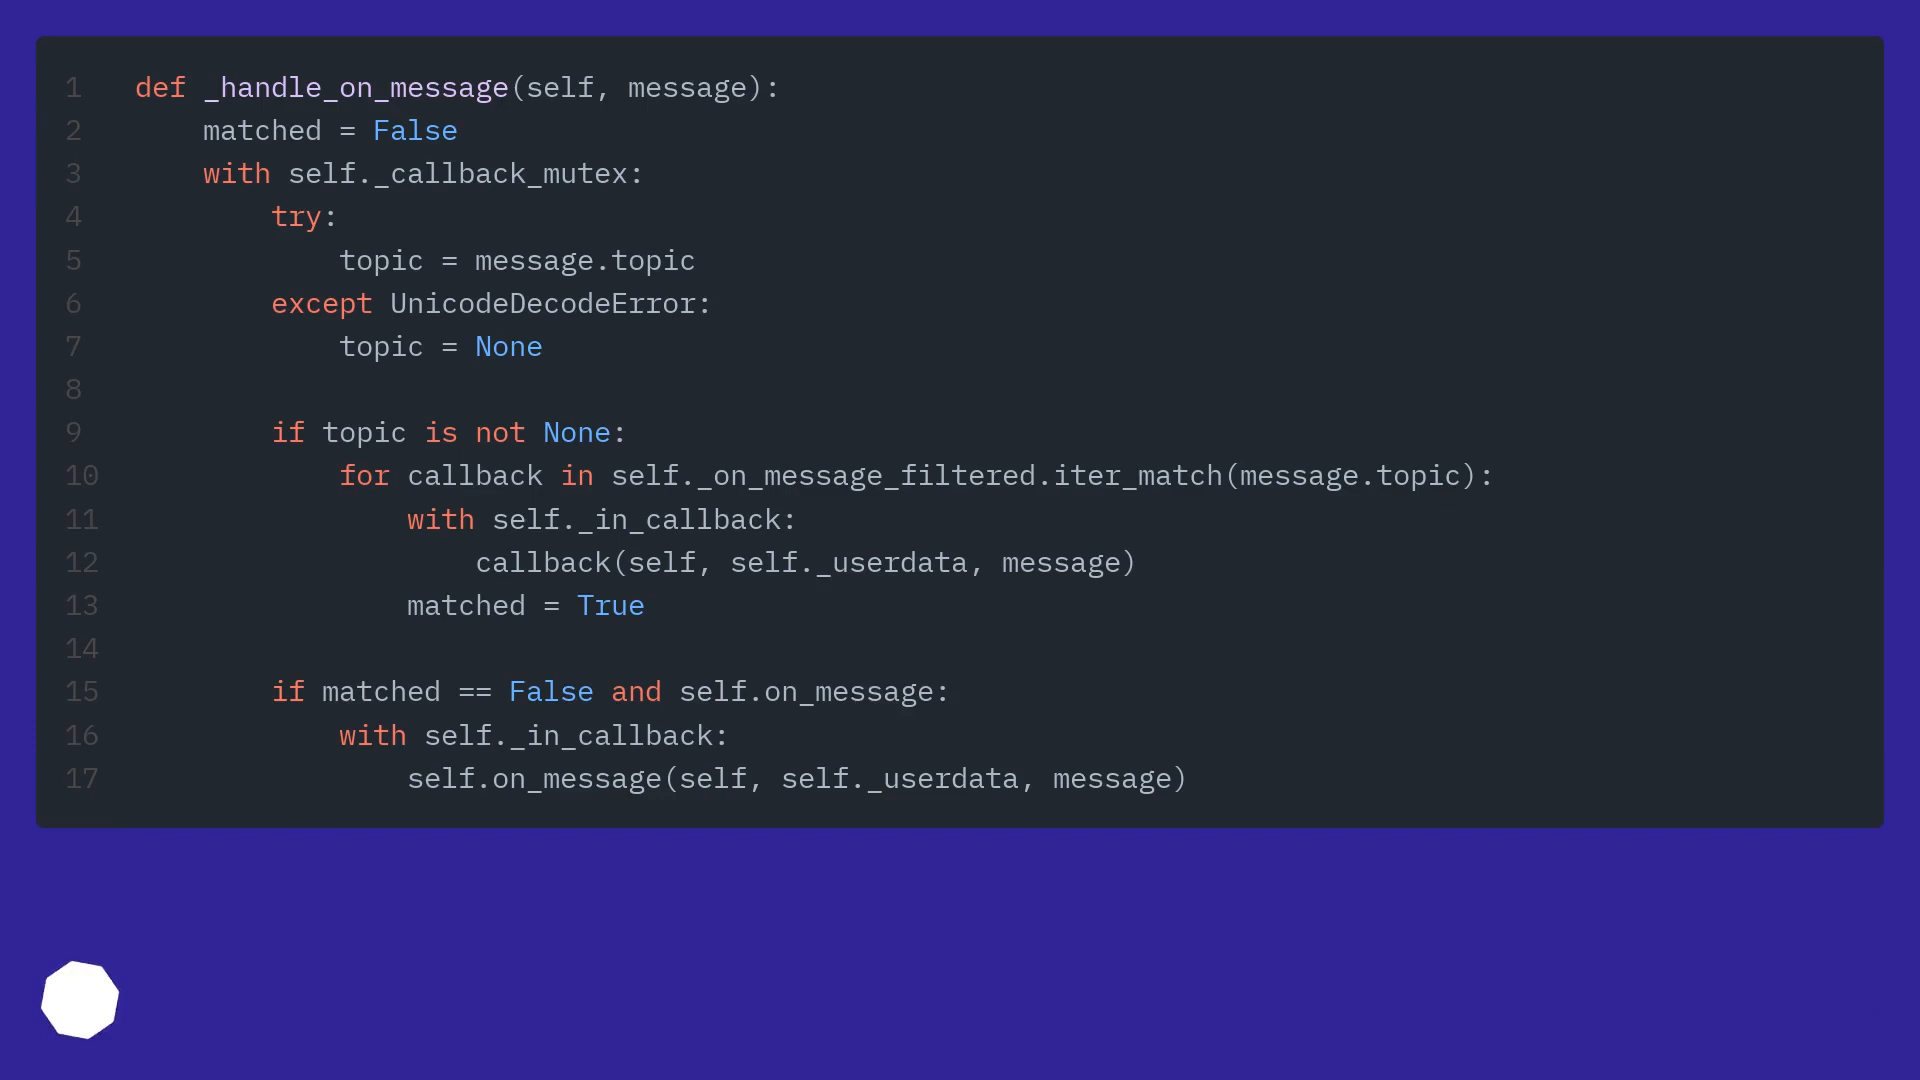 1 def _handle_on_message(self, message):
2     matched = False
3     with self._callback_mutex:
4         try:
5             topic = message.topic
6         except UnicodeDecodeError:
7             topic = None
8
9         if topic is not None:
10             for callback in self._on_message_filtered.iter_match(message.topic):
11                 with self._in_callback:
12                     callback(self, self._userdata, message)
13                 matched = True
14
15         if matched == False and self.on_message:
16             with self._in_callback:
17                 self.on_message(self, self._userdata, message)